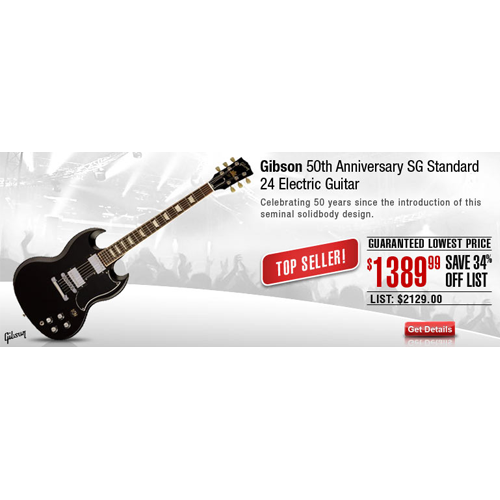 Gibson 50th Anniversary SG Standard
24 Electric Guitar
Celebrating 50 years since the introduction of this
seminal solidbody design.
TOP SELLER!
GUARANTEED LOWEST PRICE
$1389.99 SAVE 34%
OFF LIST
LIST: $2129.00
Get Details
Gibson